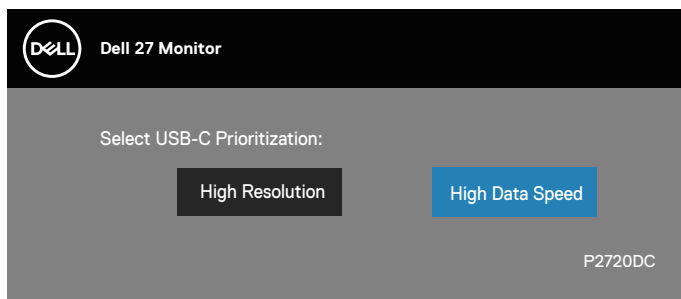 DELL
Dell 27 Monitor
Select USB-C Prioritization:
High Resolution
High Data Speed
P2720DC